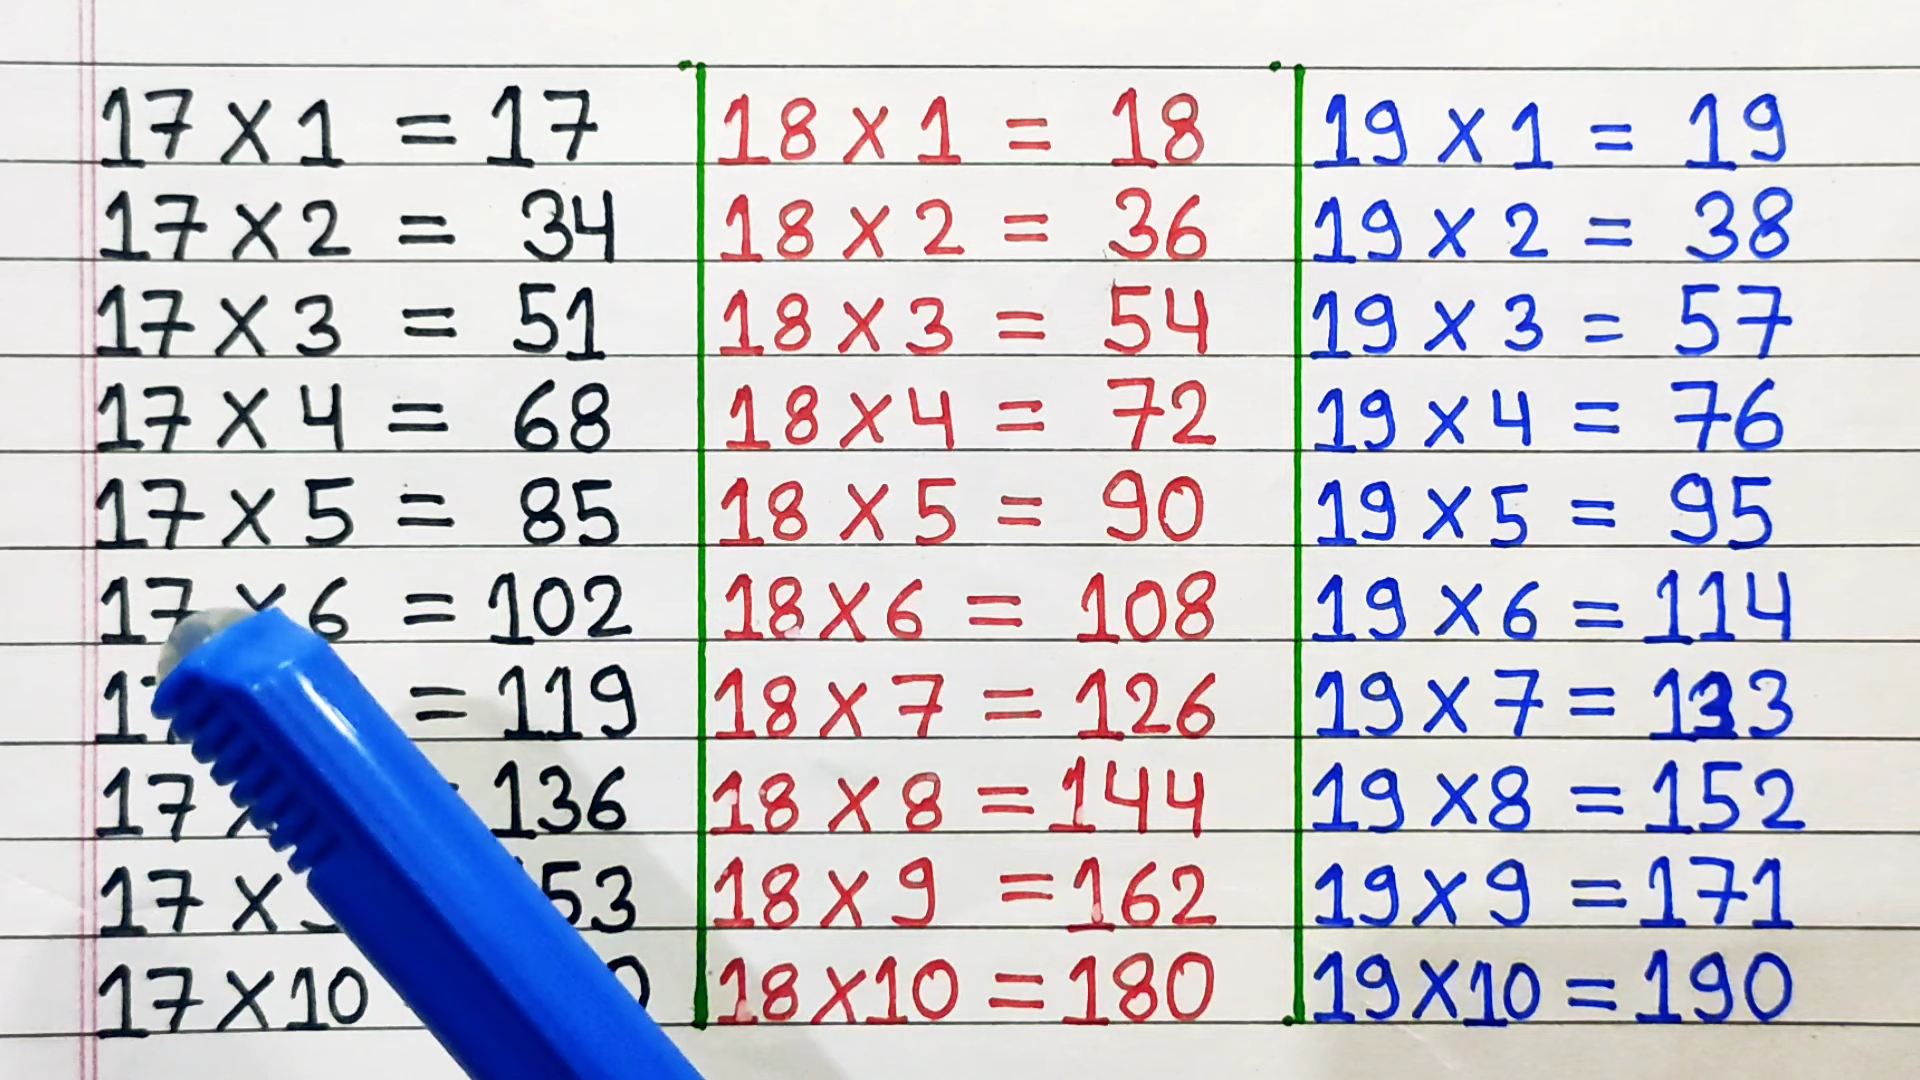 17 × 1 = 17
17 × 2 = 34
17 × 3 = 51
17 × 4 = 68
17 × 5 = 85
17 × 6 = 102
17 = 119
17 136
17 × 53
17 × 10 0
18 × 1 = 18
18 × 2 = 36
18 × 3 = 54
18 × 4 = 72
18 × 5 = 90
18 × 6 = 108
18 × 7 = 126
18 × 8 = 144
18 × 9 = 162
18 × 10 = 180
19 × 1 = 19
19 × 2 = 38
19 × 3 = 57
19 × 4 = 76
19 × 5 = 95
19 × 6 = 114
19 × 7 = 133
19 × 8 = 152
19 × 9 = 171
19 × 10 = 190